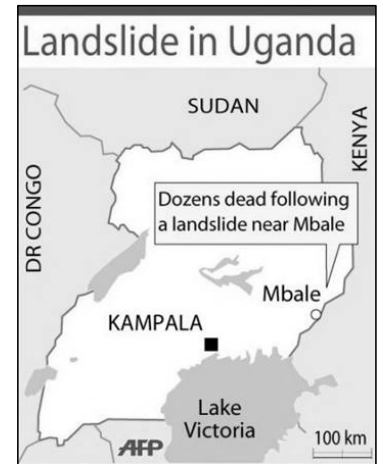 Landslide in Uganda
SUDAN
KENYA
DR CONGO
Dozens dead following
a landslide near Mbale
Mbale
KAMPALA
Lake
Victoria
AFP
100 km